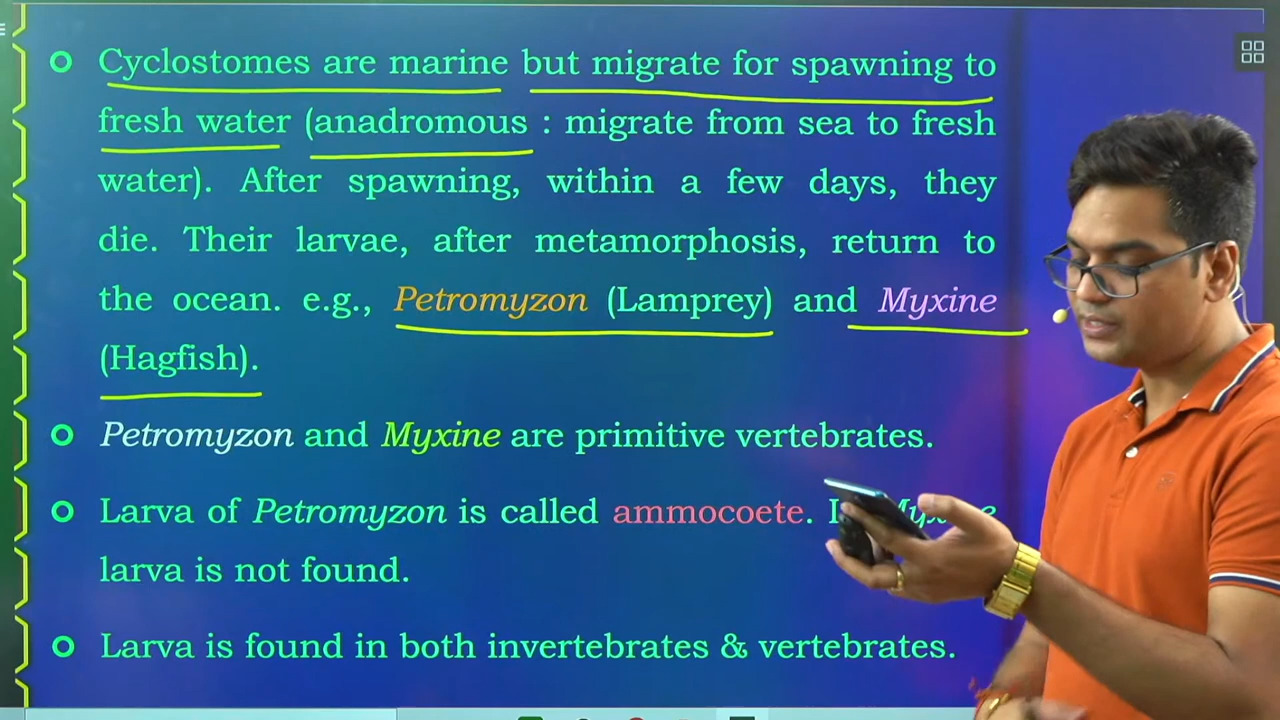 Cyclostomes are marine but migrate for spawning to
fresh water (anadromous : migrate from sea to fresh
water). After spawning, within a few days, they
die. Their larvae, after metamorphosis, return to
the ocean. e.g., Petromyzon (Lamprey) and Myxine
(Hagfish).
Petromyzon and Myxine are primitive vertebrates.
Larva of Petromyzon is called ammocoete. Myxine
larva is not found.
Larva is found in both invertebrates & vertebrates.